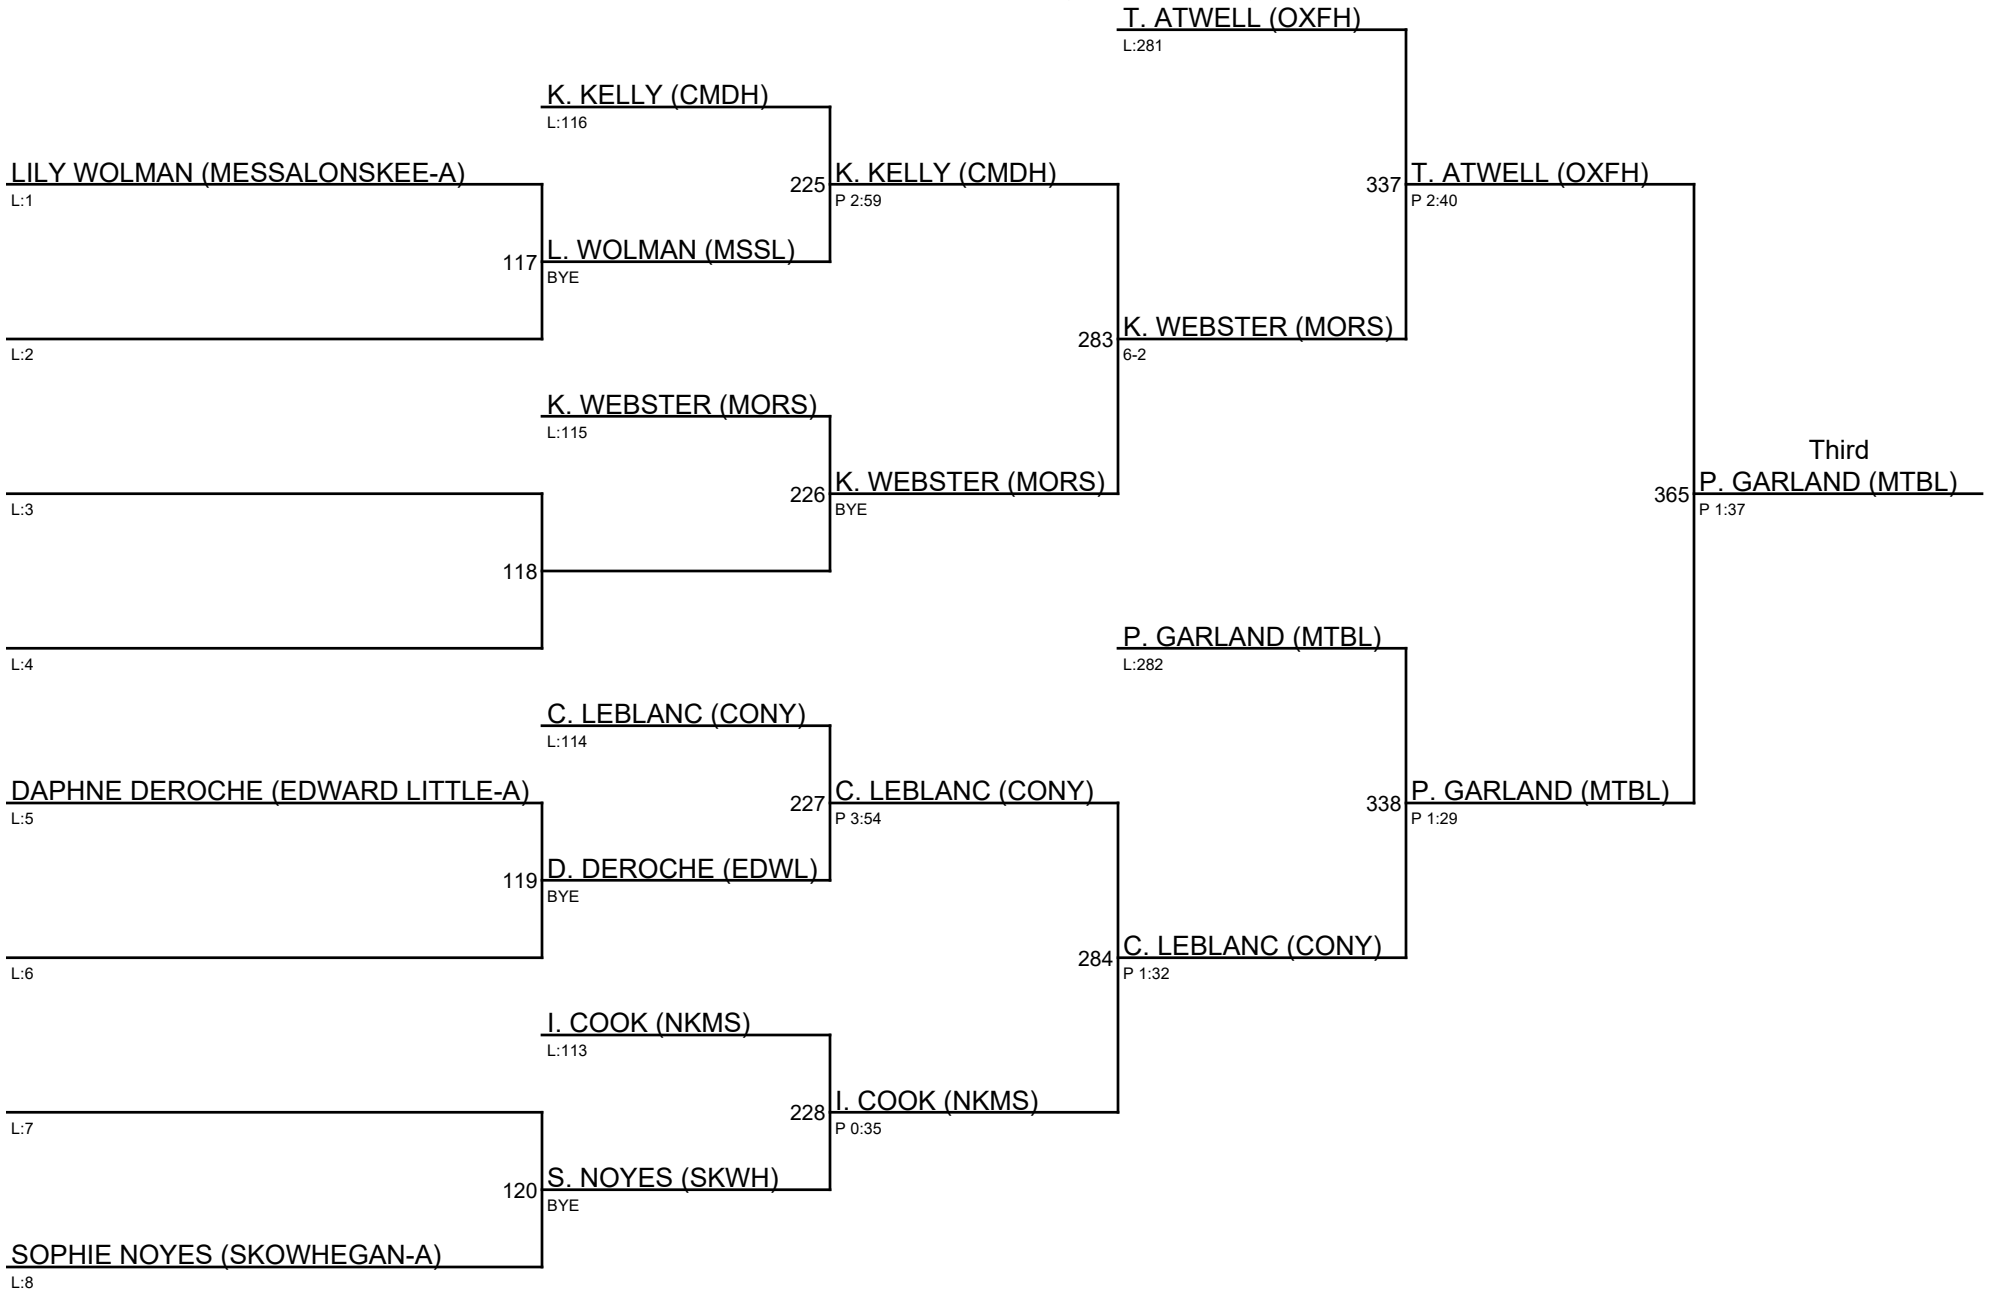 T. ATWELL (OXFH)
L:281
K. KELLY (CMDH)
L:116
LILY WOLMAN (MESSALONSKEE-A)
L:1
225
K. KELLY (CMDH)
P 2:59
337
T. ATWELL (OXFH)
P 2:40
117
L. WOLMAN (MSSL)
BYE
L:2
283
K. WEBSTER (MORS)
6-2
K. WEBSTER (MORS)
L:115
Third
L:3
226
K. WEBSTER (MORS)
BYE
365
P. GARLAND (MTBL)
P 1:37
118
L:4
P. GARLAND (MTBL)
L:282
C. LEBLANC (CONY)
L:114
DAPHNE DEROCHE (EDWARD LITTLE-A)
L:5
227
C. LEBLANC (CONY)
P 3:54
338
P. GARLAND (MTBL)
P 1:29
119
D. DEROCHE (EDWL)
BYE
L:6
284
C. LEBLANC (CONY)
P 1:32
I. COOK (NKMS)
L:113
L:7
228
I. COOK (NKMS)
P 0:35
120
S. NOYES (SKWH)
BYE
SOPHIE NOYES (SKOWHEGAN-A)
L:8